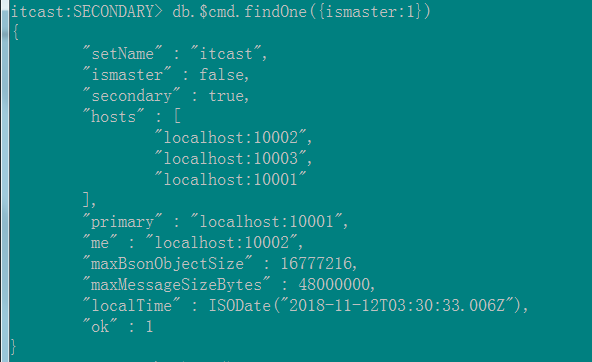 itcast:SECONDARY> db.$cmd.findOne({ismaster:1})
{
        "setName" : "itcast",
        "ismaster" : false,
        "secondary" : true,
        "hosts" : [
                "localhost:10002",
                "localhost:10003",
                "localhost:10001"
        ],
        "primary" : "localhost:10001",
        "me" : "localhost:10002",
        "maxBsonObjectSize" : 16777216,
        "maxMessageSizeBytes" : 48000000,
        "localTime" : ISODate("2018-11-12T03:30:33.006Z"),
        "ok" : 1
}